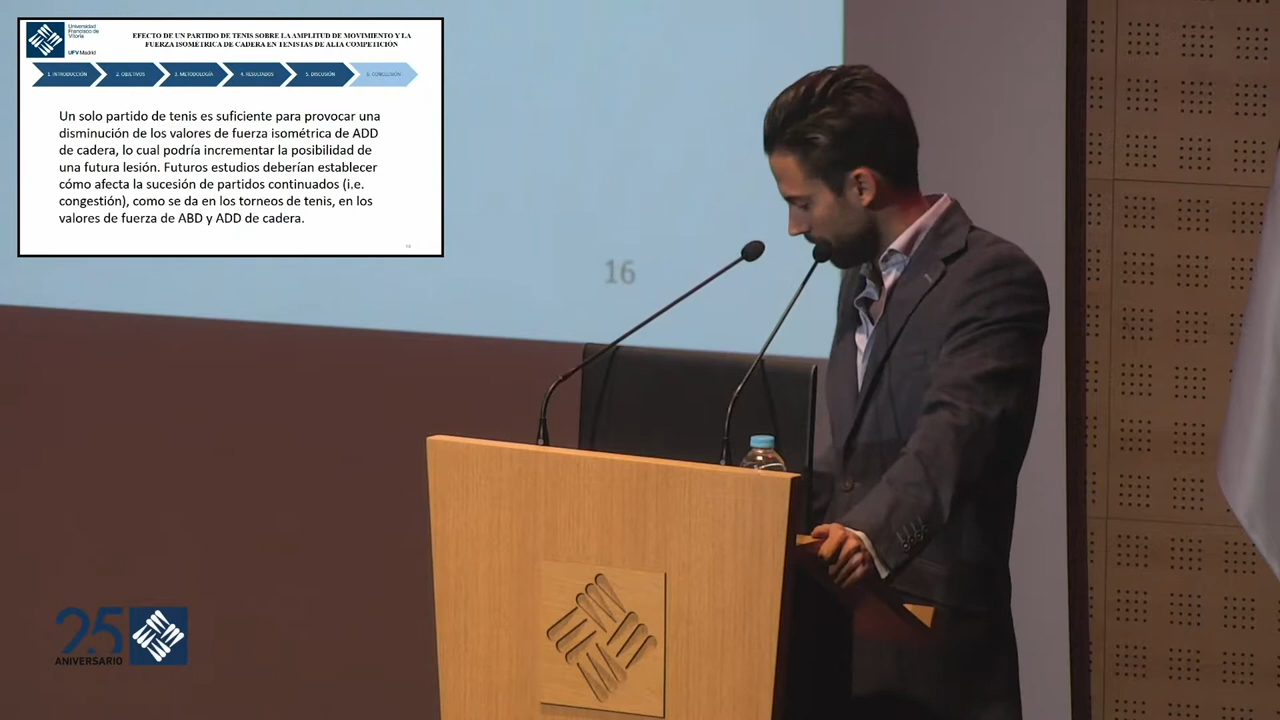 Universidad
Francisco de
Vitoria
UFV Madrid
EFECTO DE UN PARTIDO DE TENIS SOBRE LA AMPLITUD DE MOVIMIENTO Y LA
FUERZA ISOMÉTRICA DE CADERA EN TENISTAS DE ALTA COMPETICIÓN
1. INTRODUCCIÓN
2. OBJETIVOS
3. METODOLOGÍA
4. RESULTADOS
5. DISCUSIÓN
6. CONCLUSIÓN
Un solo partido de tenis es suficiente para provocar una
disminución de los valores de fuerza isométrica de ADD
de cadera, lo cual podría incrementar la posibilidad de
una futura lesión. Futuros estudios deberían establecer
cómo afecta la sucesión de partidos continuados (i.e.
congestión), como se da en los torneos de tenis, en los
valores de fuerza de ABD y ADD de cadera.
16
16
25
ANIVERSARIO